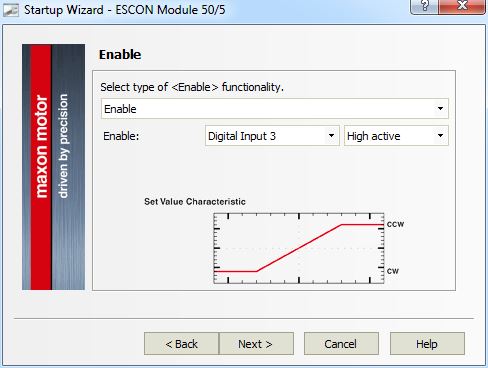 Startup Wizard - ESCON Module 50/5
?
maxon motor
driven by precision
Enable
Select type of <Enable> functionality.
Enable
Enable:
Digital Input 3
High active
Set Value Characteristic
CCW
CW
< Back
Next >
Cancel
Help